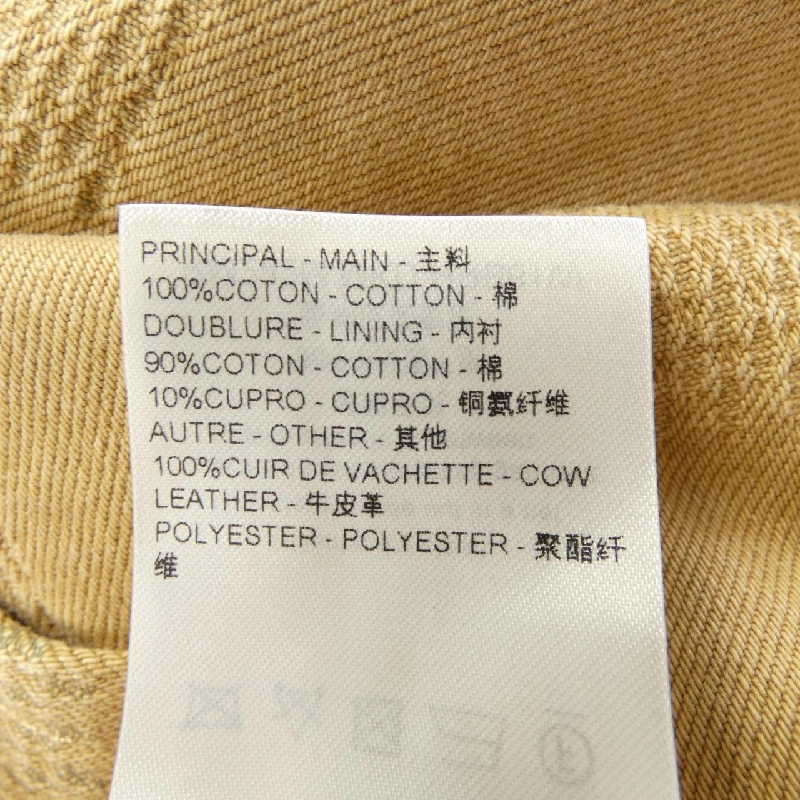 PRINCIPAL - MAIN - 主料
100%COTON - COTTON - 棉
DOUBLURE - LINING - 内衬
90%COTON - COTTON - 棉
10%CUPRO - CUPRO - 铜氨纤维
AUTRE - OTHER - 其他
100%CUIR DE VACHETTE - COW
LEATHER - 牛皮革
POLYESTER - POLYESTER - 聚酯纤
维